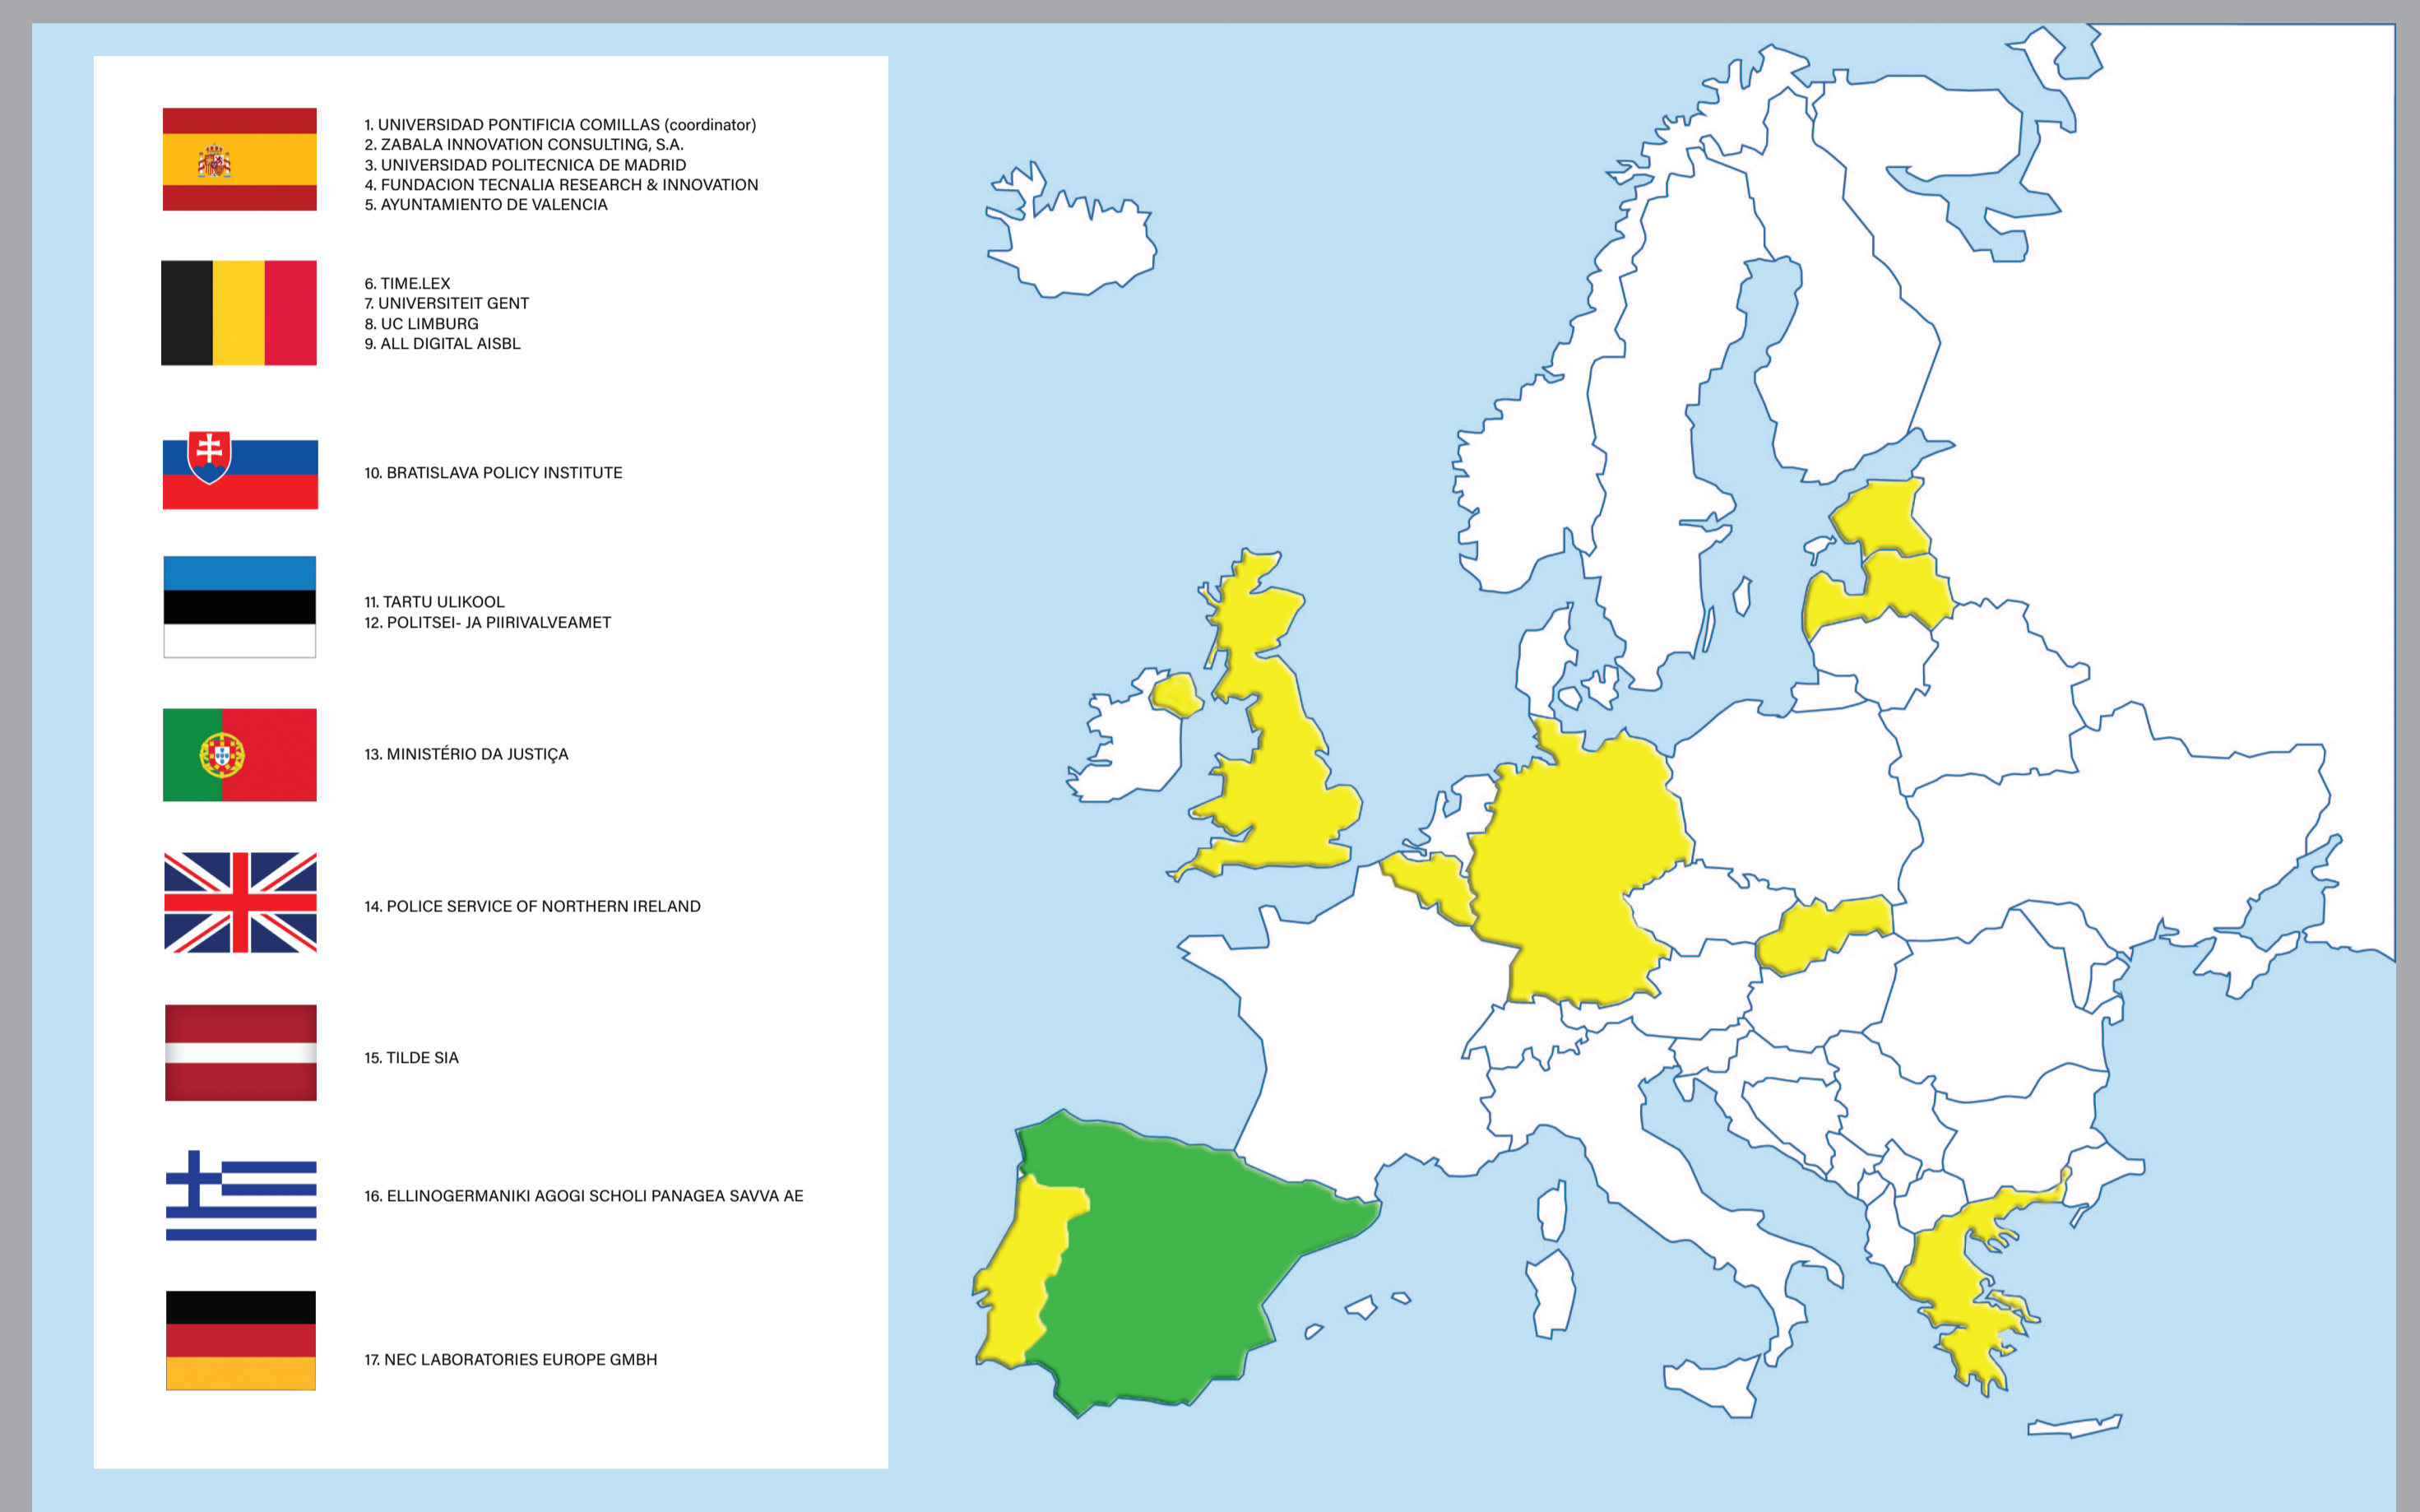 1. UNIVERSIDAD PONTIFICIA COMILLAS (coordinator)
2. ZABALA INNOVATION CONSULTING, S.A.
3. UNIVERSIDAD POLITECNICA DE MADRID
4. FUNDACION TECNALIA RESEARCH & INNOVATION
5. AYUNTAMIENTO DE VALENCIA
6. TIME.LEX
7. UNIVERSITEIT GENT
8. UC LIMBURG
9. ALL DIGITAL AISBL
10. BRATISLAVA POLICY INSTITUTE
11. TARTU ULIKOOL
12. POLITSEI- JA PIIRIVALVEAMET
13. MINISTÉRIO DA JUSTIÇA
14. POLICE SERVICE OF NORTHERN IRELAND
15. TILDE SIA
16. ELLINOGERMANIKI AGOGI SCHOLI PANAGEA SAVVA AE
17. NEC LABORATORIES EUROPE GMBH